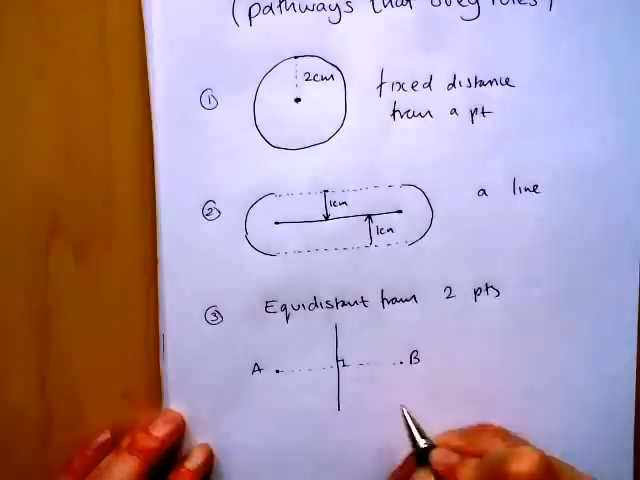 (pathways that obey rules)
① 2cm fixed distance
from a pt
② 1cm 1cm a line
③ Equidistant from 2 pts
A B